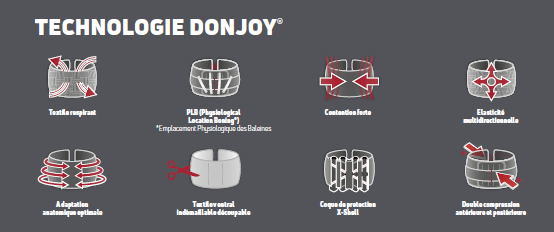 TECHNOLOGIE DONJOY®
Textile respirant
PLB (Physiological
Location Boning*)
*Emplacement Physiologique des Baleines
Contention forte
Elasticité
multidirectionnelle
Adaptation
anatomique optimale
Textile ventral
indémaillable découpable
Coque de protection
X-Shell
Double compression
antérieure et postérieure